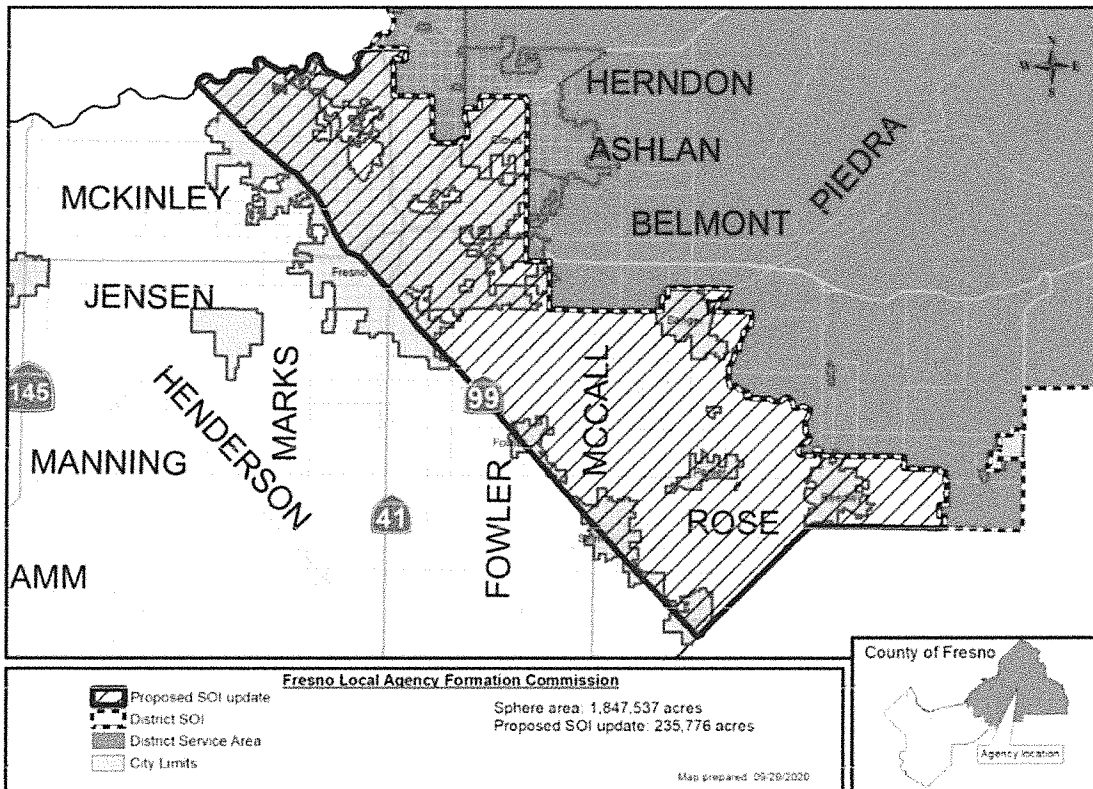 HERNDON
W E
ASHLAN
PIEDRA
MCKINLEY
BELMONT
Fresno
JENSEN
145
HENDERSON
MARKS
99
MCCALL
MANNING
41
FOWLER
ROSE
AMM
Fresno Local Agency Formation Commission
Proposed SOI update
District SOI
District Service Area
City Limits
Sphere area: 1,847,537 acres
Proposed SOI update: 235,776 acres
Map prepared: 09/29/2020
County of Fresno
Agency location